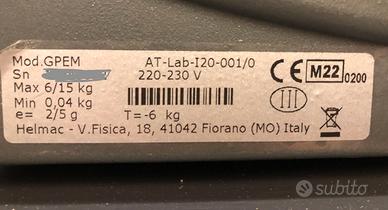 Mod.GPEM AT-Lab-I20-001/0
Sn 220-230 V
Max 6/15 kg
Min 0,04 kg
e= 2/5 g T=-6 kg
Helmac - V.Fisica, 18, 41042 Fiorano (MO) Italy
CE M22 0200
III
subito